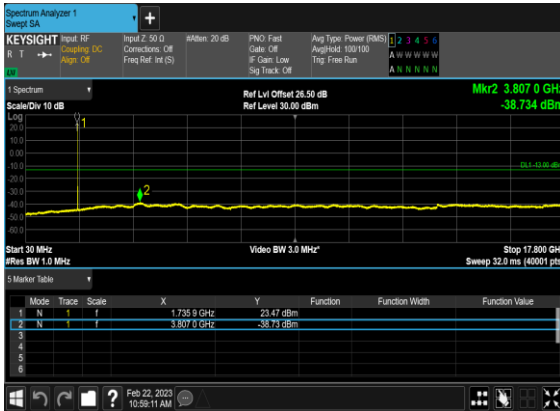 Spectrum Analyzer 1
Swept SA
+
KEYSIGHT Input: RF Input Z: 50 Ω #Atten: 20 dB PNO: Fast Avg Type: Power (RMS) 1 2 3 4 5 6
R T Coupling: DC Corrections: Off Gate: Off Avg|Hold: 100/100 A W W W W W
Align: Off Freq Ref: Int (S) IF Gain: Low Trig: Free Run
Sig Track: Off A N N N N N
1 Spectrum
Ref Lvl Offset 26.50 dB Mkr2 3.807 0 GHz
Scale/Div 10 dB Ref Level 30.00 dBm -38.734 dBm
Log
1
20.0
10.0
0.00
-10.0
DL1 -13.00 dBm
-20.0
-30.0
2
-40.0
-50.0
-60.0
Start 30 MHz Video BW 3.0 MHz* Stop 17.800 GHz
#Res BW 1.0 MHz Sweep 32.0 ms (40001 pts)
5 Marker Table
Mode Trace Scale X Y Function Function Width Function Value
1 N 1 f 1.735 9 GHz 23.47 dBm
2 N 1 f 3.807 0 GHz -38.73 dBm
3
4
5
6
? Feb 22, 2023
10:59:11 AM